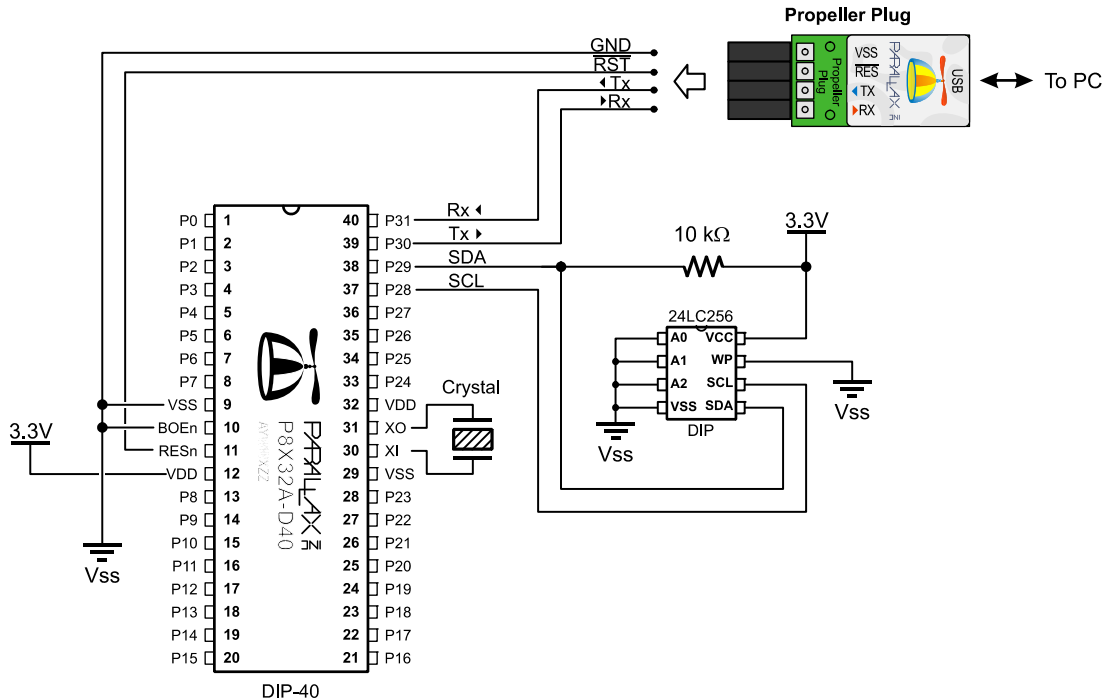 Propeller Plug
GND
RST
Tx
Rx
Propeller Plug
VSS
RES
TX
RX
PARALLAX INC
USB
To PC
Rx
Tx
SDA
SCL
10 kΩ
3.3V
P0 1 40 P31
P1 2 39 P30
P2 3 38 P29
P3 4 37 P28
P4 5 36 P27
P5 6 35 P26
P6 7 34 P25
P7 8 33 P24
VSS 9 32 VDD
BOEn 10 31 XO
RESn 11 30 XI
VDD 12 29 VSS
P8 13 28 P23
P9 14 27 P22
P10 15 26 P21
P11 16 25 P20
P12 17 24 P19
P13 18 23 P18
P14 19 22 P17
P15 20 21 P16
PARALLAX INC
P8X32A-D40
DIP-40
3.3V
Vss
Crystal
24LC256
A0 VCC
A1 WP
A2 SCL
VSS SDA
DIP
Vss
Vss